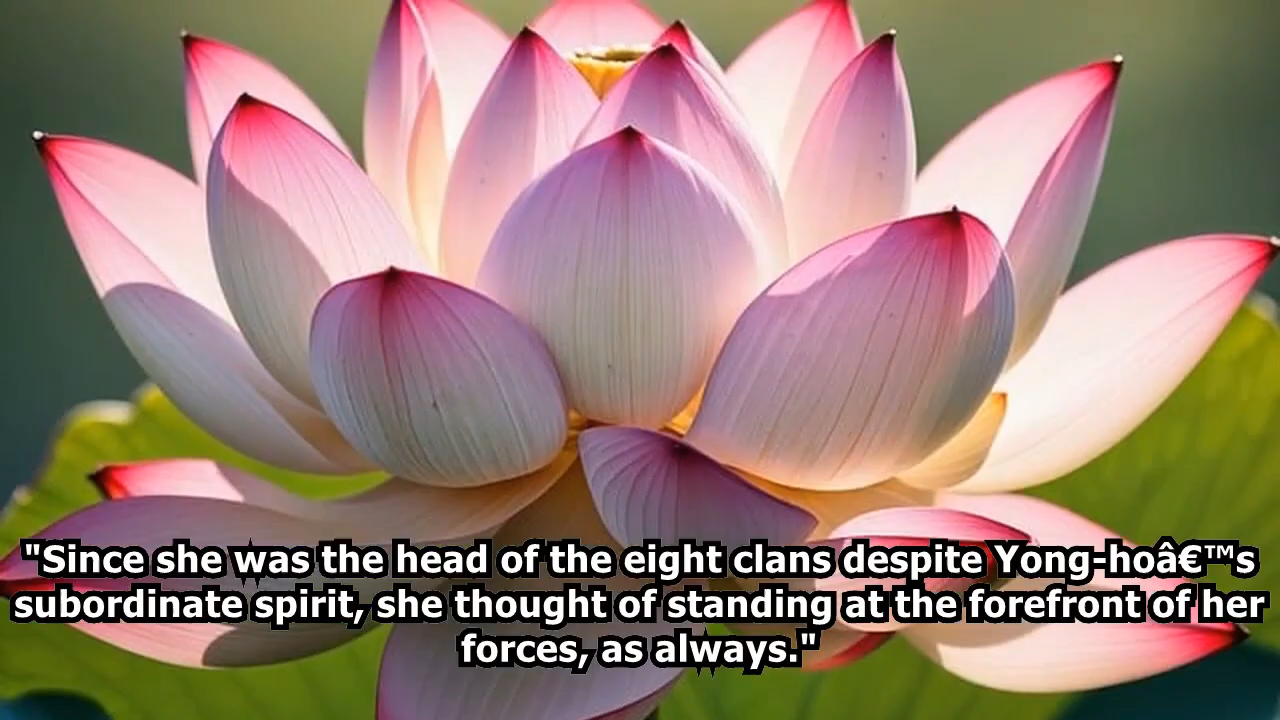 "Since she was the head of the eight clans despite Yong-hoâ€™s
subordinate spirit, she thought of standing at the forefront of her
forces, as always."